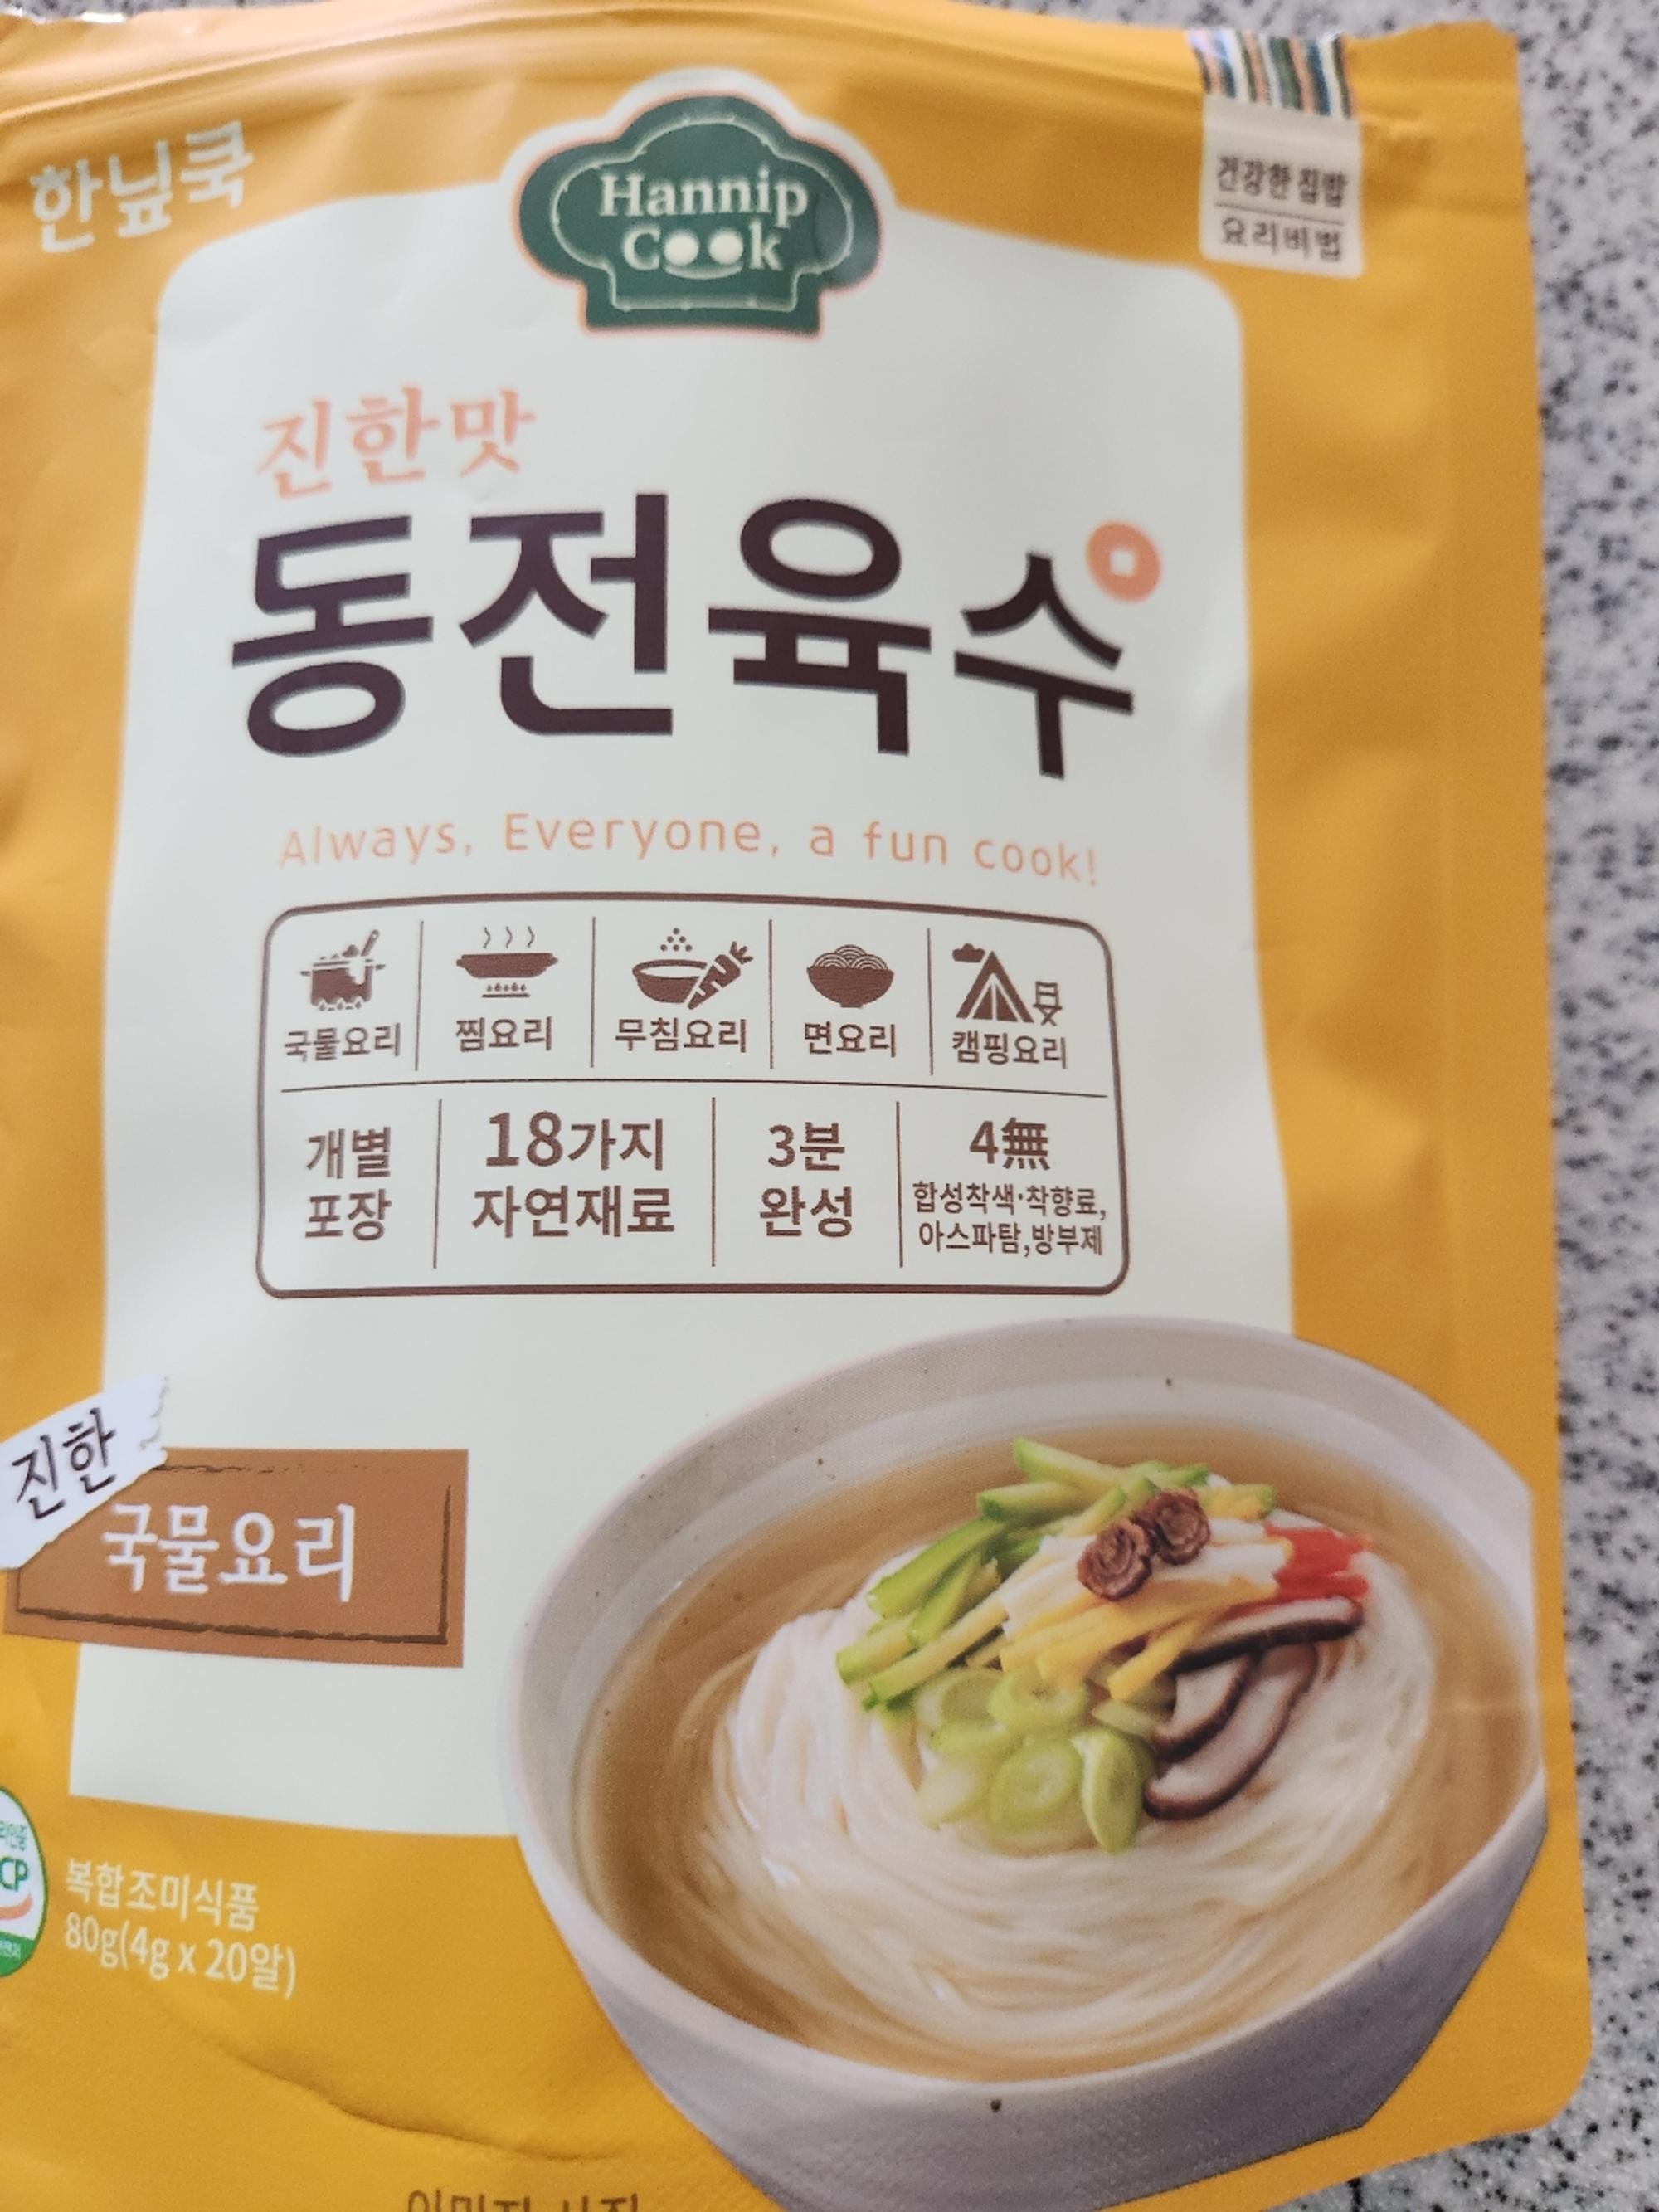 한닢쿡
Hannip
Cook
건강한 집밥
요리비법
진한맛
동전육수
Always, Everyone, a fun cook!
국물요리
찜요리
무침요리
면요리
캠핑요리
개별
포장
18가지
자연재료
3분
완성
4無
합성착색·착향료,
아스파탐,방부제
진한
국물요리
CP
복합조미식품
80g(4g x 20알)